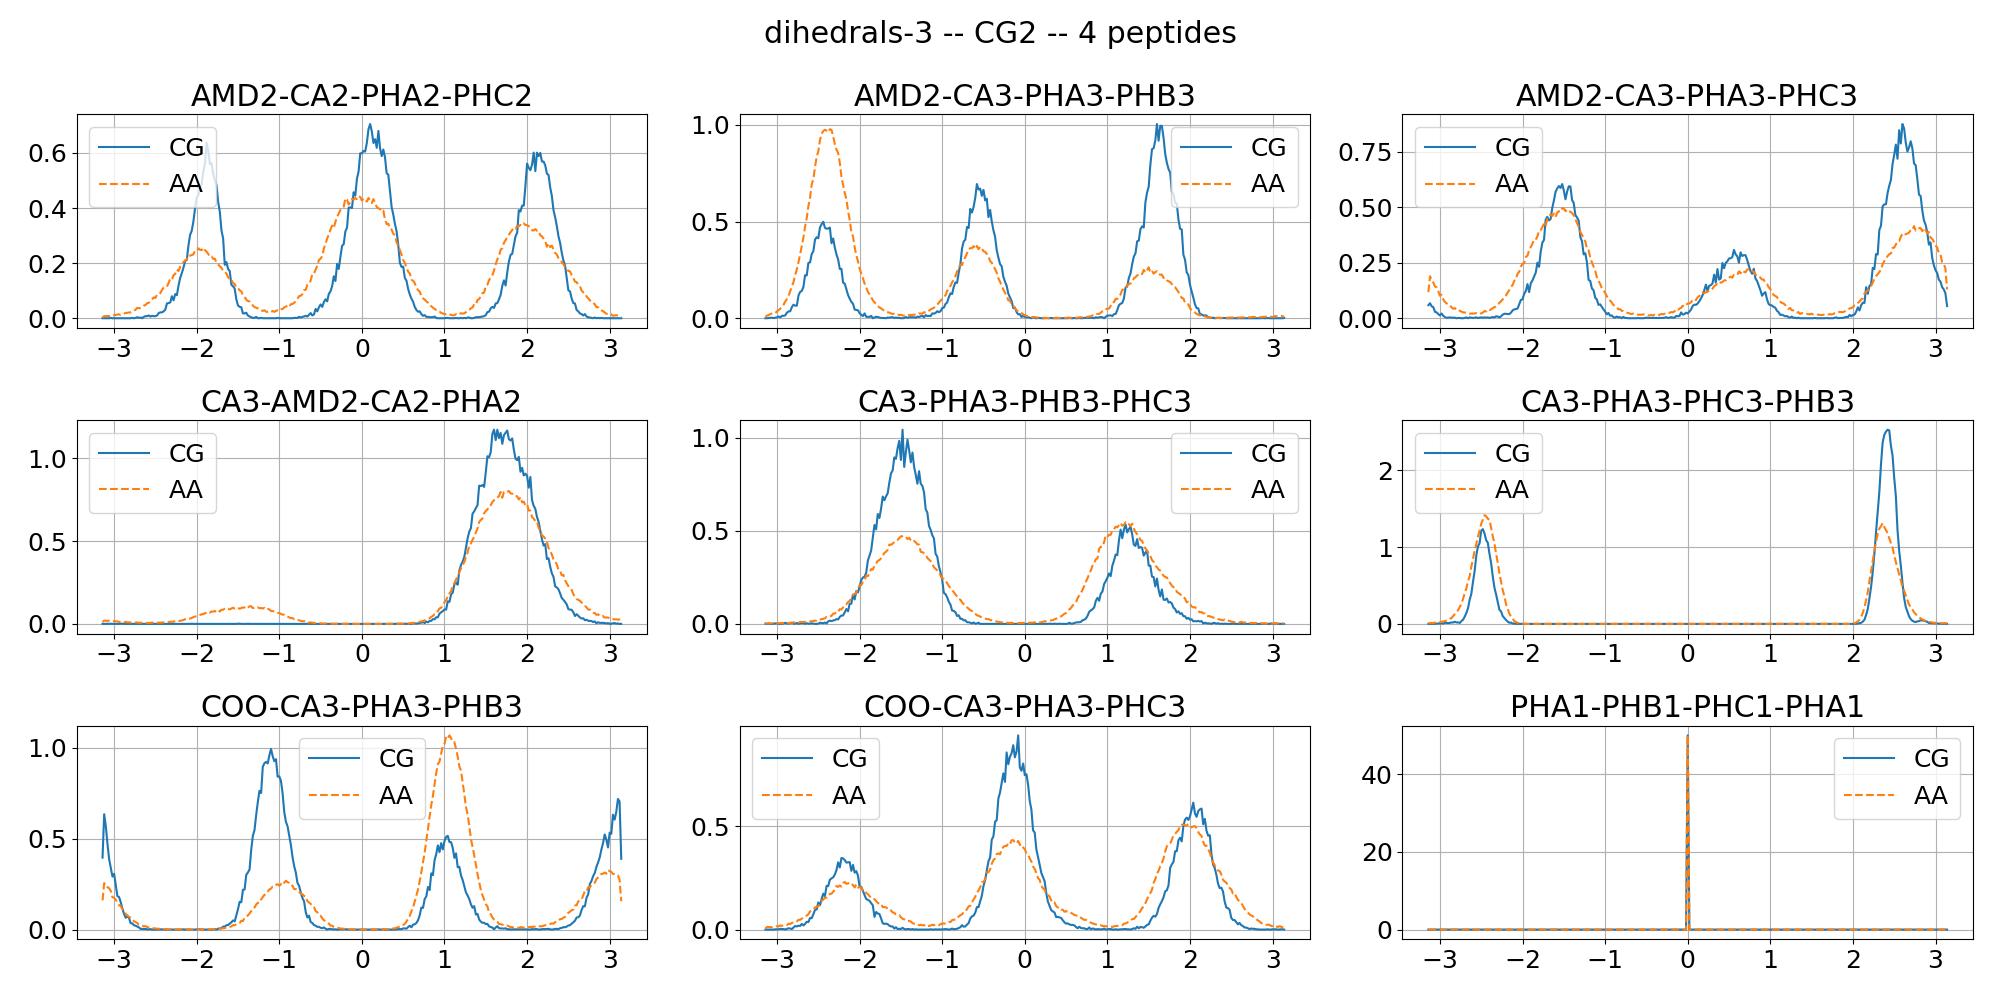 dihedrals-3 -- CG2 -- 4 peptides
AMD2-CA2-PHA2-PHC2
AMD2-CA3-PHA3-PHB3
AMD2-CA3-PHA3-PHC3
CG
AA
0.6
0.4
0.2
0.0
−3 −2 −1 0 1 2 3
CG
AA
1.0
0.5
0.0
−3 −2 −1 0 1 2 3
CG
AA
0.75
0.50
0.25
0.00
−3 −2 −1 0 1 2 3
CA3-AMD2-CA2-PHA2
CA3-PHA3-PHB3-PHC3
CA3-PHA3-PHC3-PHB3
CG
AA
1.0
0.5
0.0
−3 −2 −1 0 1 2 3
CG
AA
1.0
0.5
0.0
−3 −2 −1 0 1 2 3
CG
AA
2
1
0
−3 −2 −1 0 1 2 3
COO-CA3-PHA3-PHB3
COO-CA3-PHA3-PHC3
PHA1-PHB1-PHC1-PHA1
CG
AA
1.0
0.5
0.0
−3 −2 −1 0 1 2 3
CG
AA
0.5
0.0
−3 −2 −1 0 1 2 3
CG
AA
40
20
0
−3 −2 −1 0 1 2 3